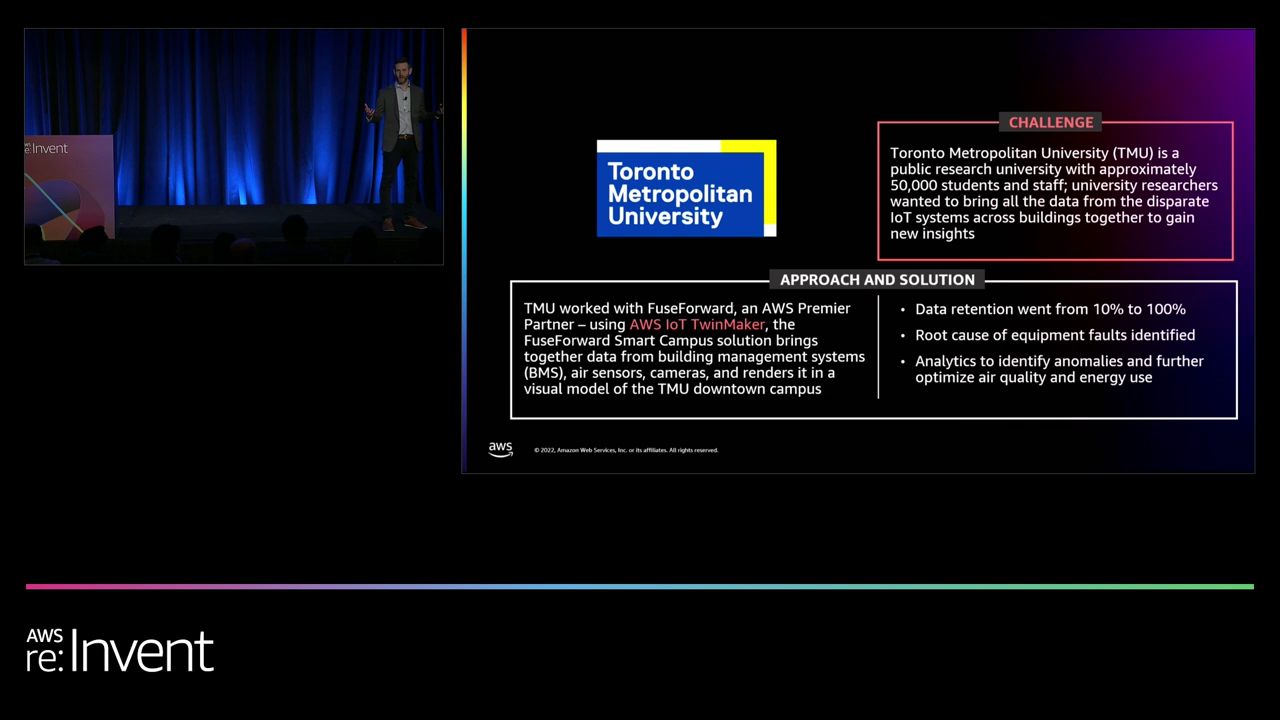 re:Invent
Toronto
Metropolitan
University
CHALLENGE
Toronto Metropolitan University (TMU) is a
public research university with approximately
50,000 students and staff; university researchers
wanted to bring all the data from the disparate
IoT systems across buildings together to gain
new insights
APPROACH AND SOLUTION
TMU worked with FuseForward, an AWS Premier
Partner – using AWS IoT TwinMaker, the
FuseForward Smart Campus solution brings
together data from building management systems
(BMS), air sensors, cameras, and renders it in a
visual model of the TMU downtown campus
• Data retention went from 10% to 100%
• Root cause of equipment faults identified
• Analytics to identify anomalies and further
optimize air quality and energy use
aws
© 2022, Amazon Web Services, Inc. or its affiliates. All rights reserved.
AWS
re:Invent